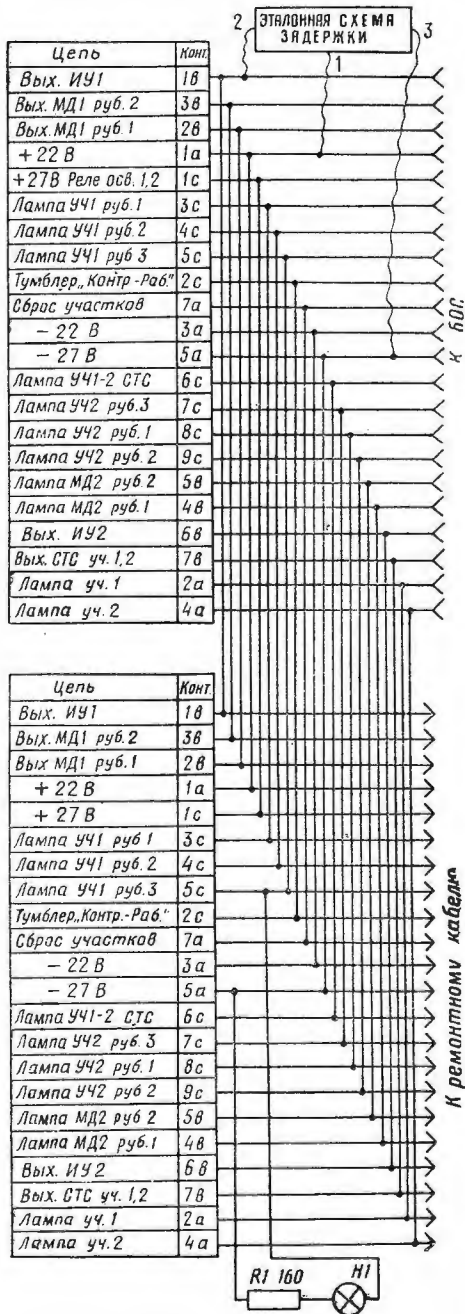 2 ЭТАЛОННАЯ СХЕМА 3
ЗАДЕРЖКИ
1
Цепь Конт.
Вых. ИУ1 1в
Вых. МД1 руб. 2 3в
Вых. МД1 руб. 1 2в
+ 22 В 1а
+27В Реле осв. 1,2 1с
Лампа УЧ1 руб. 1 3с
Лампа УЧ1 руб. 2 4с
Лампа УЧ1 руб 3 5с
Тумблер„Контр-Раб." 2с
Сброс участков 7а
– 22 В 3а
– 27 В 5а
Лампа УЧ1-2 СТС 6с
Лампа УЧ2 руб. 3 7с
Лампа УЧ2 руб. 1 8с
Лампа УЧ2 руб. 2 9с
Лампа МД2 руб. 2 5в
Лампа МД2 руб. 1 4в
Вых. ИУ2 6в
Вых. СТС уч. 1,2 7в
Лампа уч. 1 2а
Лампа уч. 2 4а
К бог.
Цепь Конт.
Вых. ИУ1 1в
Вых. МД1 руб. 2 3в
Вых МД1 руб. 1 2в
+ 22 В 1а
+ 27 В 1с
Лампа УЧ1 руб 1 3с
Лампа УЧ1 руб. 2 4с
Лампа УЧ1 руб. 3 5с
Тумблер„Контр.-Раб." 2с
Сброс участков 7а
– 22 В 3а
– 27 В 5а
Лампа УЧ1-2 СТС 6с
Лампа УЧ2 руб. 3 7с
Лампа УЧ2 руб. 1 8с
Лампа УЧ2 руб 2 9с
Лампа МД2 руб 2 5в
Лампа МД2 руб. 1 4в
Вых. ИУ2 6в
Вых. СТС уч. 1,2 7в
Лампа уч. 1 2а
Лампа уч. 2 4а
К ремонтному кабелю
R1 160 Н1